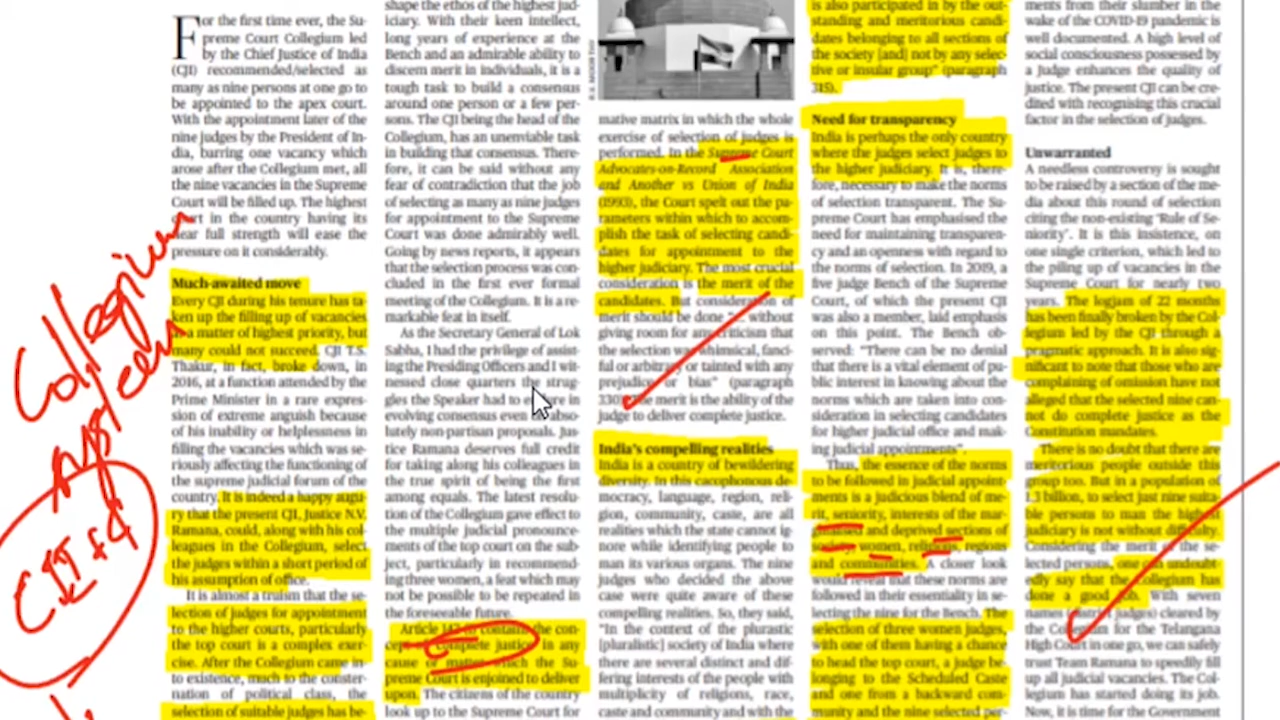 For the first time ever, the Su-
preme Court Collegium led
by the Chief Justice of India
(CJI) recommended/selected as
many as nine persons at one go to
be appointed to the apex court.
With the appointment later of the
nine judges by the President of In-
dia, barring one vacancy which
arose after the Collegium met, all
the nine vacancies in the Supreme
Court will be filled up. The highest
court in the country having its
near full strength will ease the
pressure on it considerably.
Much-awaited move
Every CJI during his tenure has ta-
ken up the filling up of vacancies
a matter of highest priority, but
many could not succeed. CJI T.S.
Thakur, in fact, broke down, in
2016, at a function attended by the
Prime Minister in a rare expres-
sion of extreme anguish because
of his inability or helplessness in
filling the vacancies which was se-
riously affecting the functioning of
the supreme judicial forum of the
country. It is indeed a happy augu-
ry that the present CJI, Justice N.V.
Ramana, could, along with his col-
leagues in the Collegium, select
the judges within a short period of
his assumption of office.
It is almost a truism that the se-
lection of judges for appointment
to the higher courts, particularly
the top court is a complex exer-
cise. After the Collegium came in-
to existence, much to the conster-
nation of political class, the
selection of suitable judges has be-
shape the ethos of the highest jud-
iciary. With their keen intellect,
long years of experience at the
Bench and an admirable ability to
discern merit in individuals, it is a
tough task to build a consensus
around one person or a few per-
sons. The CJI being the head of the
Collegium, has an unenviable task
in building that consensus. There-
fore, it can be said without any
fear of contradiction that the job
of selecting as many as nine judges
for appointment to the Supreme
Court was done admirably well.
Going by news reports, it appears
that the selection process was con-
cluded in the first ever formal
meeting of the Collegium. It is a re-
markable feat in itself.
As the Secretary General of Lok
Sabha, I had the privilege of assist-
ing the Presiding Officers and I wit-
nessed close quarters the strug-
gles the Speaker had to in
evolving consensus even abso-
lutely non-partisan proposals. Jus-
tice Ramana deserves full credit
for taking along his colleagues in
the true spirit of being the first
among equals. The latest resolu-
tion of the Collegium gave effect to
the multiple judicial pronounce-
ments of the top court on the sub-
ject, particularly in recommend-
ing three women, a feat which may
not be possible to be repeated in
the foreseeable future.
Article 142 contains the con-
cept complete justice in any
cause or matter which the Su-
preme Court is enjoined to deliver
upon. The citizens of the country
look up to the Supreme Court for
mative matrix in which the whole
exercise of selection of judges is
performed. In the Supreme Court
Advocates-on-Record Association
and Another vs Union of India
(1993), the Court spelt out the pa-
rameters within which to accom-
plish the task of selecting candi-
dates for appointment to the
higher judiciary. The most crucial
consideration is the merit of the
candidates. But consideration of
merit should be done without
giving room for any criticism that
the selection was whimsical, fanci-
ful or arbitrary or tainted with any
prejudice or bias" (paragraph
330). The merit is the ability of the
judge to deliver complete justice.
India's compelling realities
India is a country of bewildering
diversity. In this cacophonous de-
mocracy, language, region, reli-
gion, community, caste, are all
realities which the state cannot ig-
nore while identifying people to
man its various organs. The nine
judges who decided the above
case were quite aware of these
compelling realities. So, they said,
"In the context of the plurastic
[pluralistic] society of India where
there are several distinct and dif-
fering interests of the people with
multiplicity of religions, race,
caste and community and with the
is also participated in by the out-
standing and meritorious candi-
dates belonging to all sections of
the society [and] not by any selec-
tive or insular group" (paragraph
315).
Need for transparency
India is perhaps the only country
where the judges select judges to
the higher judiciary. It is, there-
fore, necessary to make the norms
of selection transparent. The Su-
preme Court has emphasised the
need for maintaining transparen-
cy and an openness with regard to
the norms of selection. In 2019, a
five judge Bench of the Supreme
Court, of which the present CJI
was also a member, laid emphasis
on this point. The Bench ob-
served: "There can be no denial
that there is a vital element of pu-
blic interest in knowing about the
norms which are taken into con-
sideration in selecting candidates
for higher judicial office and mak-
ing judicial appointments".
Thus, the essence of the norms
to be followed in judicial appoint-
ments is a judicious blend of me-
rit, seniority, interests of the mar-
ginalised and deprived sections of
society, women, religions, regions
and communities. A closer look
would reveal that these norms are
followed in their essentiality in se-
lecting the nine for the Bench. The
selection of three women judges,
with one of them having a chance
to head the top court, a judge be-
longing to the Scheduled Caste
and one from a backward com-
munity and the nine selected per-
ments from their slumber in the
wake of the COVID-19 pandemic is
well documented. A high level of
social consciousness possessed by
a Judge enhances the quality of
justice. The present CJI can be cre-
dited with recognising this crucial
factor in the selection of judges.
Unwarranted
A needless controversy is sought
to be raised by a section of the me-
dia about this round of selection
citing the non-existing 'Rule of Se-
niority'. It is this insistence, on
one single criterion, which led to
the piling up of vacancies in the
Supreme Court for nearly two
years. The logjam of 22 months
has been finally broken by the Col-
legium led by the CJI through a
pragmatic approach. It is also sig-
nificant to note that those who are
complaining of omission have not
alleged that the selected nine can-
not do complete justice as the
Constitution mandates.
There is no doubt that there are
meritorious people outside this
group too. But in a population of
1.3 billion, to select just nine suita-
ble persons to man the highest
judiciary is not without difficulty.
Considering the merit of the se-
lected persons, one can undoubt-
edly say that the Collegium has
done a good job. With seven
names (district judges) cleared by
the Collegium for the Telangana
High Court in one go, we can safely
trust Team Ramana to speedily fill
up all judicial vacancies. The Col-
legium has started doing its job.
Now, it is time for the Government
Collegium
System
CJI + 4